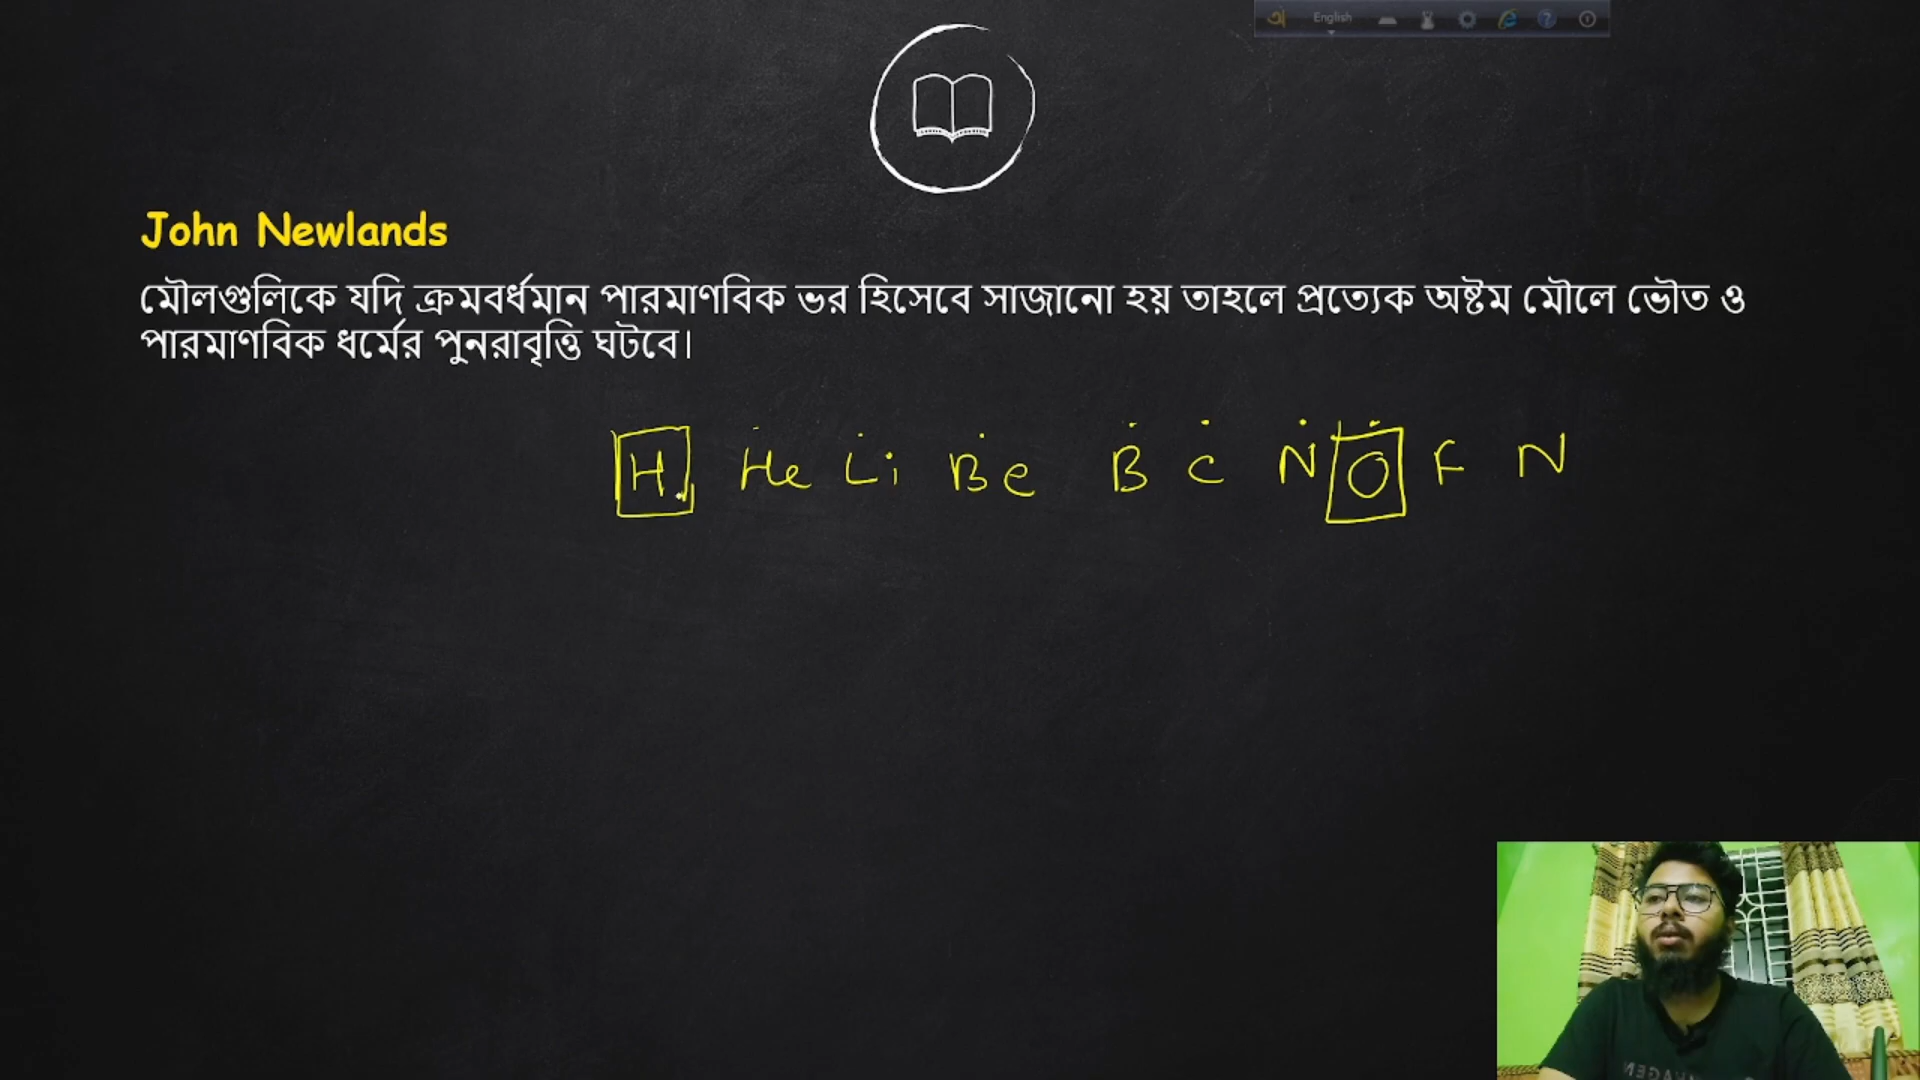 English
John Newlands
মৌলগুলিকে যদি ক্রমবর্ধমান পারমাণবিক ভর হিসেবে সাজানো হয় তাহলে প্রত্যেক অষ্টম মৌলে ভৌত ও
পারমাণবিক ধর্মের পুনরাবৃত্তি ঘটবে।
H He Li Be B C N O F N